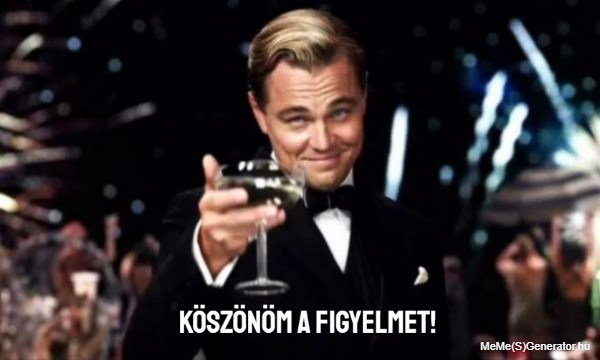 KÖSZÖNÖM A FIGYELMET!
MeMe(S)Generator.hu